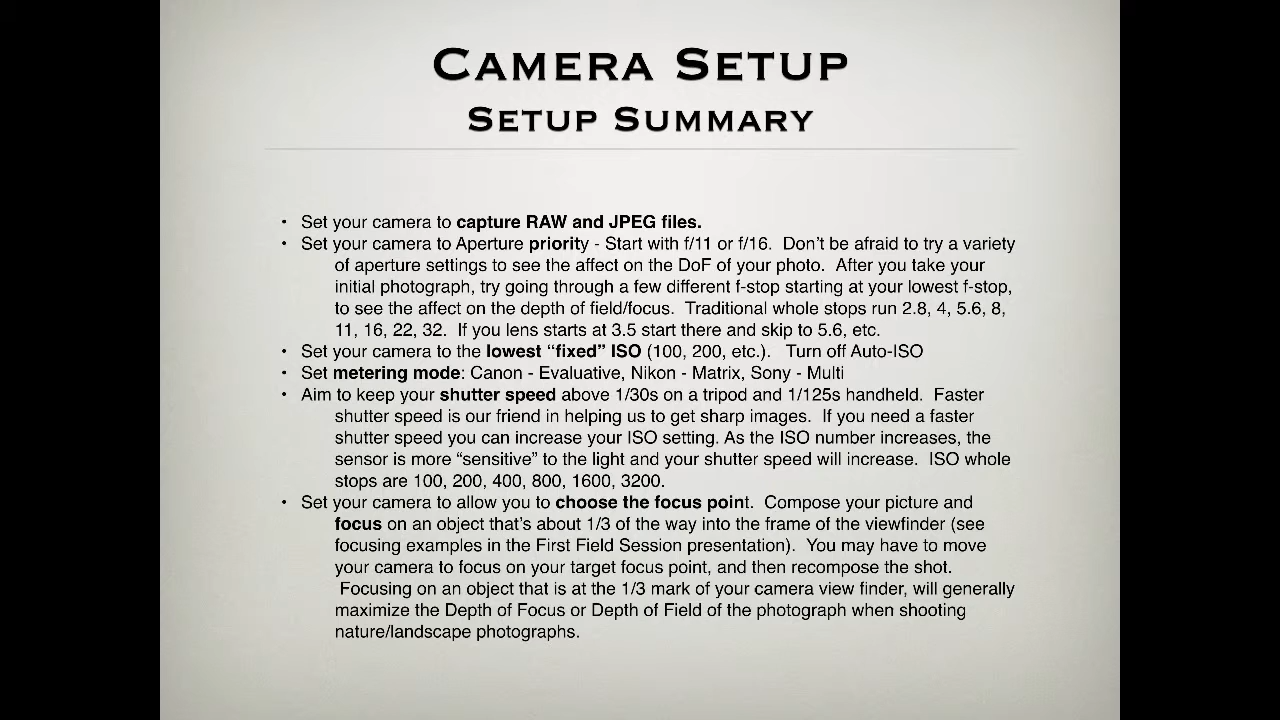 Camera Setup
Setup Summary
• Set your camera to capture RAW and JPEG files.
• Set your camera to Aperture priority - Start with f/11 or f/16.  Don't be afraid to try a variety
of aperture settings to see the affect on the DoF of your photo.  After you take your
initial photograph, try going through a few different f-stop starting at your lowest f-stop,
to see the affect on the depth of field/focus.  Traditional whole stops run 2.8, 4, 5.6, 8,
11, 16, 22, 32.  If you lens starts at 3.5 start there and skip to 5.6, etc.
• Set your camera to the lowest “fixed” ISO (100, 200, etc.).   Turn off Auto-ISO
• Set metering mode: Canon - Evaluative, Nikon - Matrix, Sony - Multi
• Aim to keep your shutter speed above 1/30s on a tripod and 1/125s handheld.  Faster
shutter speed is our friend in helping us to get sharp images.  If you need a faster
shutter speed you can increase your ISO setting. As the ISO number increases, the
sensor is more “sensitive” to the light and your shutter speed will increase.  ISO whole
stops are 100, 200, 400, 800, 1600, 3200.
• Set your camera to allow you to choose the focus point.  Compose your picture and
focus on an object that's about 1/3 of the way into the frame of the viewfinder (see
focusing examples in the First Field Session presentation).  You may have to move
your camera to focus on your target focus point, and then recompose the shot.
Focusing on an object that is at the 1/3 mark of your camera view finder, will generally
maximize the Depth of Focus or Depth of Field of the photograph when shooting
nature/landscape photographs.